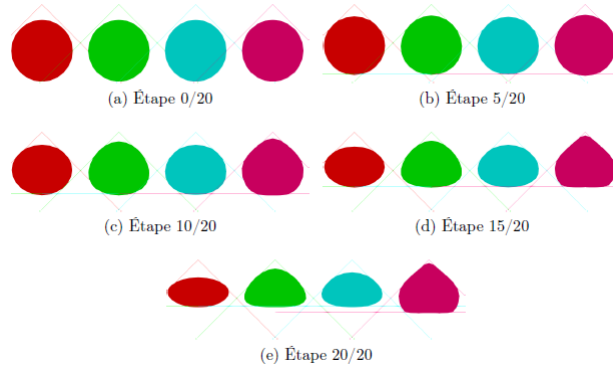 (a) Étape 0/20
(b) Étape 5/20
(c) Étape 10/20
(d) Étape 15/20
(e) Étape 20/20